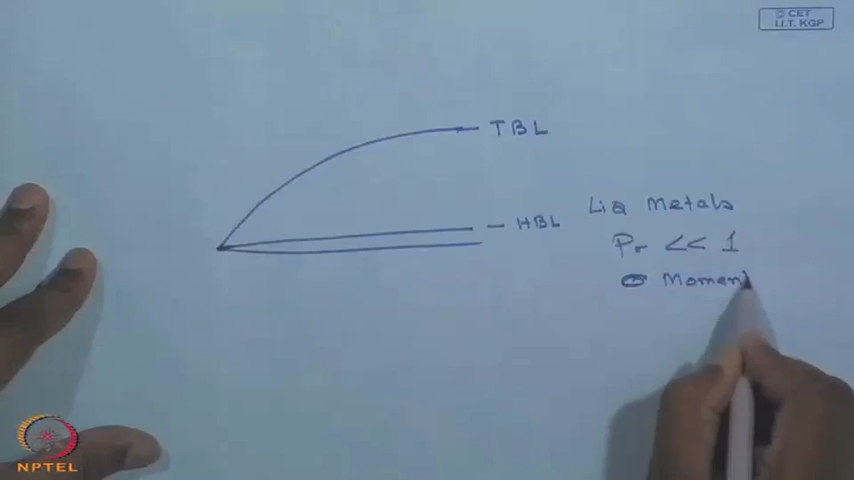 © CET
I.I.T. KGP
TBL
HBL
Liq Metals
Pr << 1
Moment
NPTEL